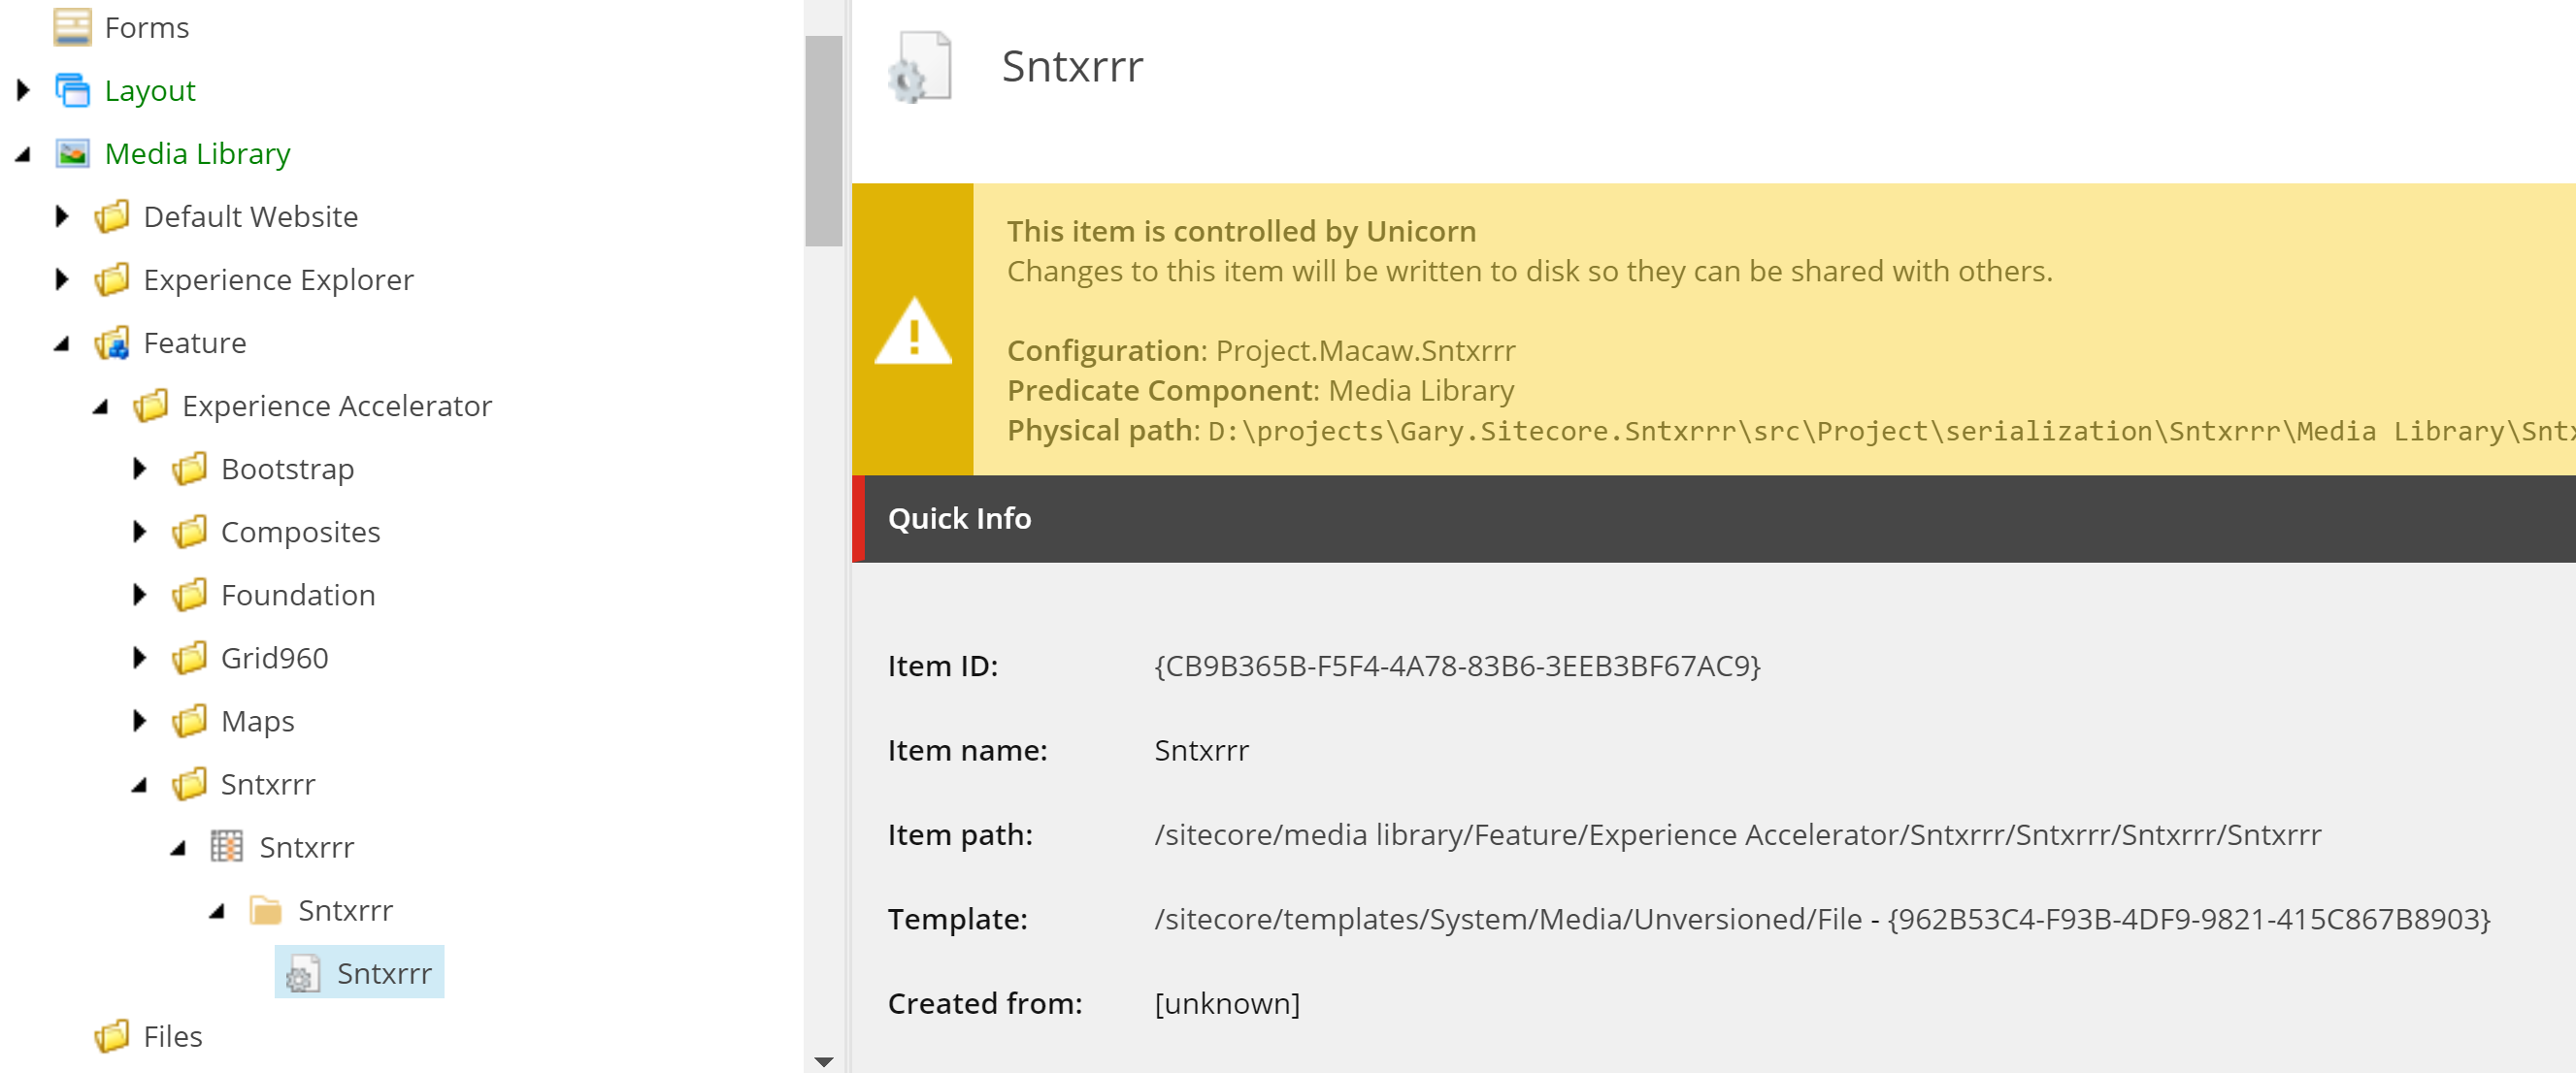 Forms
Layout
Media Library
Default Website
Experience Explorer
Feature
Experience Accelerator
Bootstrap
Composites
Foundation
Grid960
Maps
Sntxrrr
Sntxrrr
Sntxrrr
Sntxrrr
Files
Sntxrrr
This item is controlled by Unicorn
Changes to this item will be written to disk so they can be shared with others.
Configuration: Project.Macaw.Sntxrrr
Predicate Component: Media Library
Physical path: D:\projects\Gary.Sitecore.Sntxrrr\src\Project\serialization\Sntxrrr\Media Library\Sntx
Quick Info
Item ID: {CB9B365B-F5F4-4A78-83B6-3EEB3BF67AC9}
Item name: Sntxrrr
Item path: /sitecore/media library/Feature/Experience Accelerator/Sntxrrr/Sntxrrr/Sntxrrr/Sntxrrr
Template: /sitecore/templates/System/Media/Unversioned/File - {962B53C4-F93B-4DF9-9821-415C867B8903}
Created from: [unknown]